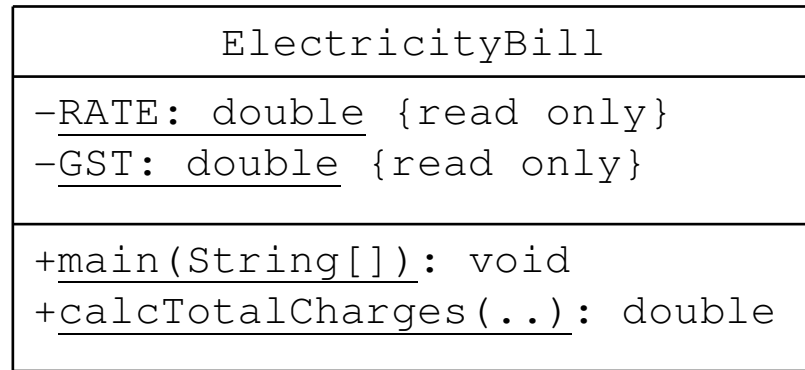 ElectricityBill
-RATE: double {read only}
-GST: double {read only}
+main(String[]): void
+calcTotalCharges(..): double